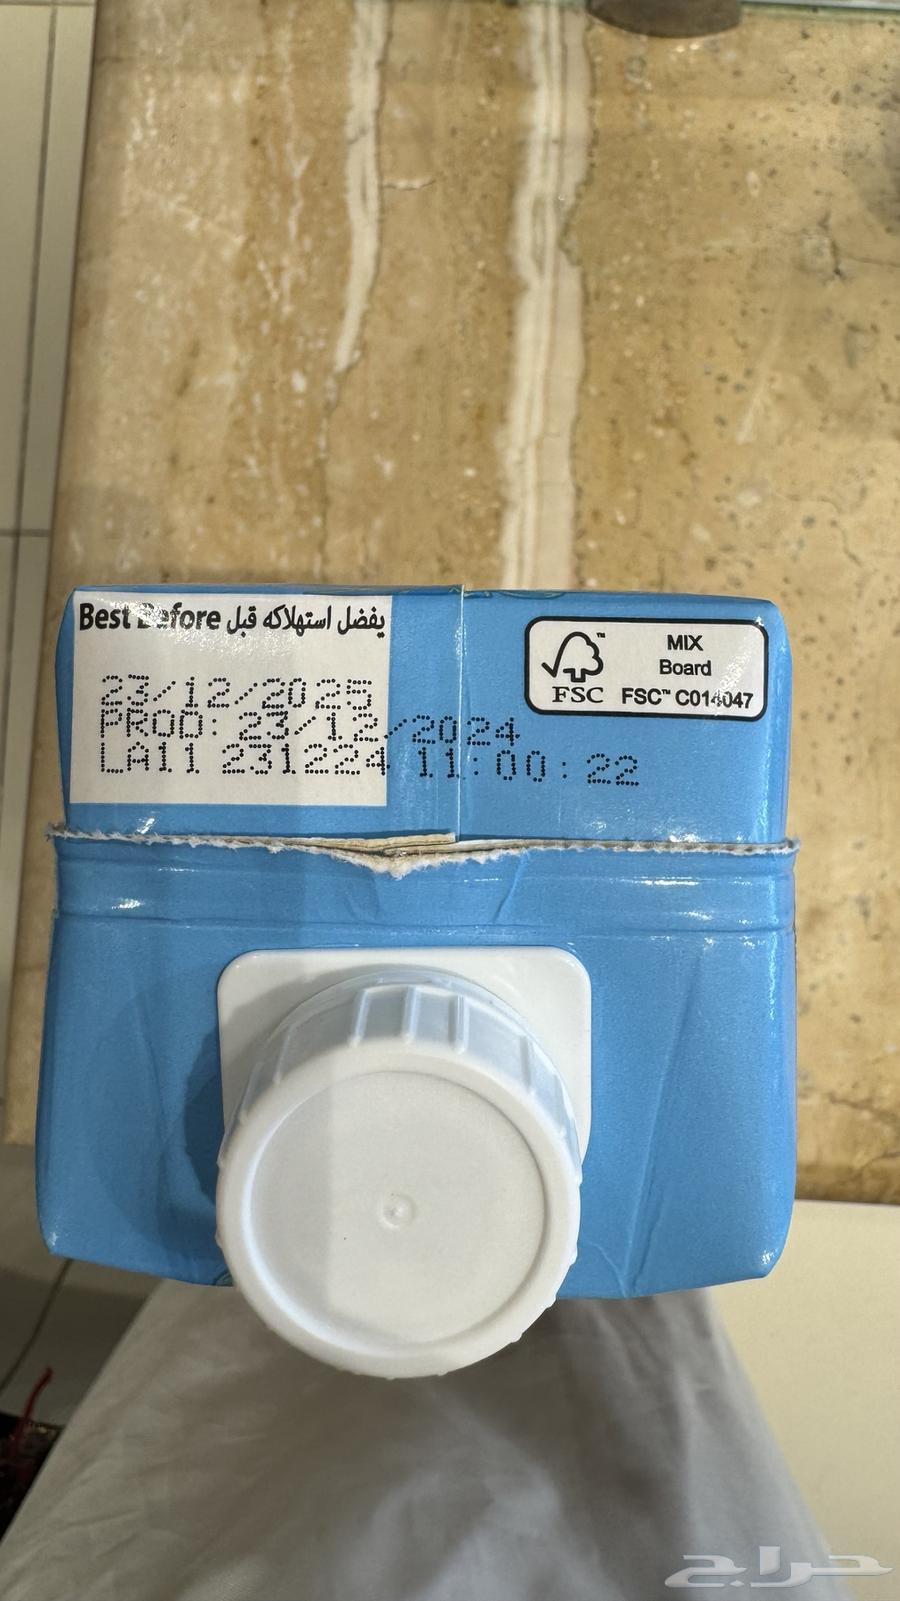 Best Before يفضل استهلاكه قبل
23/12/2025
PROD: 23/12/2024
LA11 231224 11:00:22
MIX
Board
FSC™ C014047
FSC
حراج